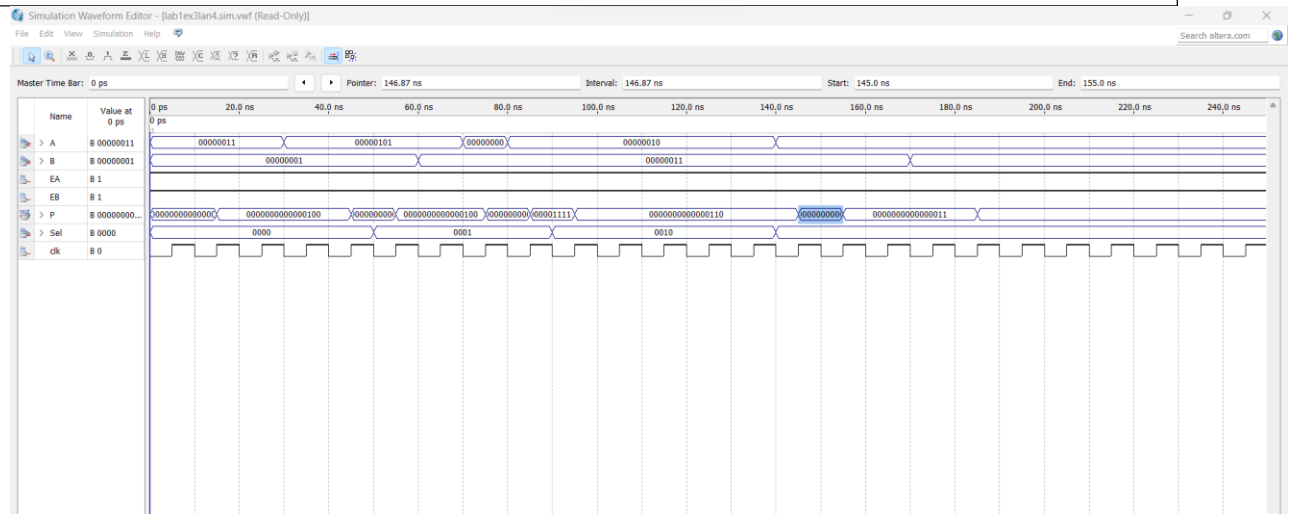 Simulation Waveform Editor - [lab1ex3lan4.sim.vwf (Read-Only)]
File Edit View Simulation Help
Search altera.com
Master Time Bar: 0 ps Pointer: 146.87 ns Interval: 146.87 ns Start: 145.0 ns End: 155.0 ns
Name Value at 0 ps
0 ps 20.0 ns 40.0 ns 60.0 ns 80.0 ns 100.0 ns 120.0 ns 140.0 ns 160.0 ns 180.0 ns 200.0 ns 220.0 ns 240.0 ns
0 ps
A B 00000011 00000011 00000101 00000000 00000010
B B 00000001 00000001 00000011
EA B 1
EB B 1
P B 00000000... 0000000000000100 0000000000000100 00001111 0000000000000110 0000000000000011
Sel B 0000 0000 0001 0010
clk B 0